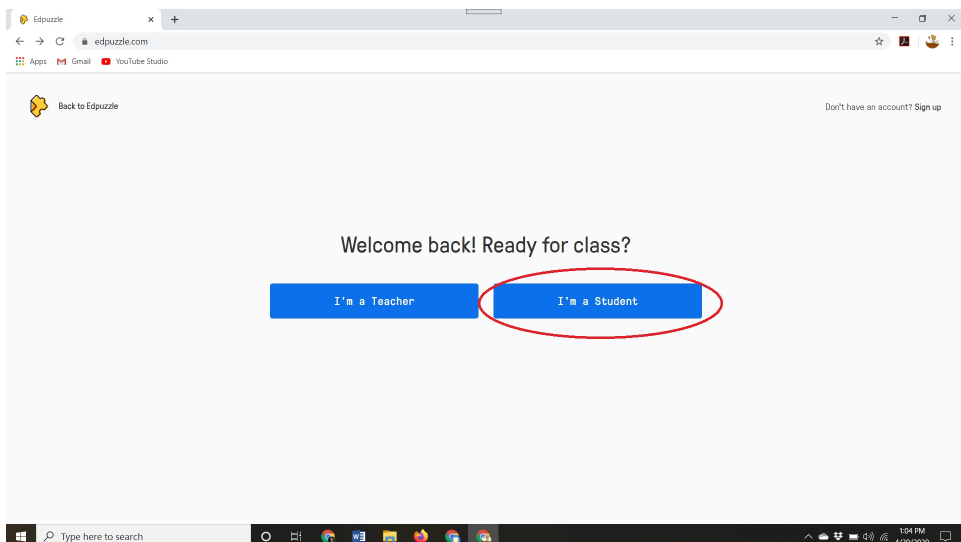 Edpuzzle
edpuzzle.com
Apps Gmail YouTube Studio
Back to Edpuzzle
Don't have an account? Sign up
Welcome back! Ready for class?
I'm a Teacher
I'm a Student
Type here to search
1:04 PM